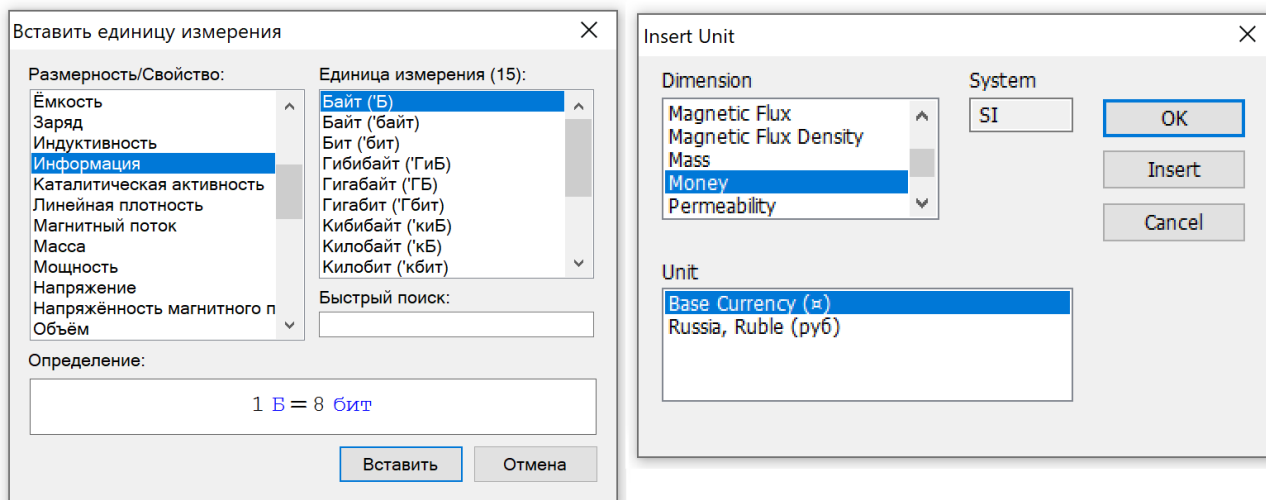 Вставить единицу измерения
Размерность/Свойство:
Ёмкость
Заряд
Индуктивность
Информация
Каталитическая активность
Линейная плотность
Магнитный поток
Масса
Мощность
Напряжение
Напряжённость магнитного п
Объём
Единица измерения (15):
Байт ('Б)
Байт ('байт)
Бит ('бит)
Гибибайт ('ГиБ)
Гигабайт ('ГБ)
Гигабит ('Гбит)
Кибибайт ('киБ)
Килобайт ('кБ)
Килобит ('кбит)
Быстрый поиск:
Определение:
1 Б = 8 бит
Вставить
Отмена
Insert Unit
Dimension
Magnetic Flux
Magnetic Flux Density
Mass
Money
Permeability
System
SI
OK
Insert
Cancel
Unit
Base Currency (¤)
Russia, Ruble (руб)